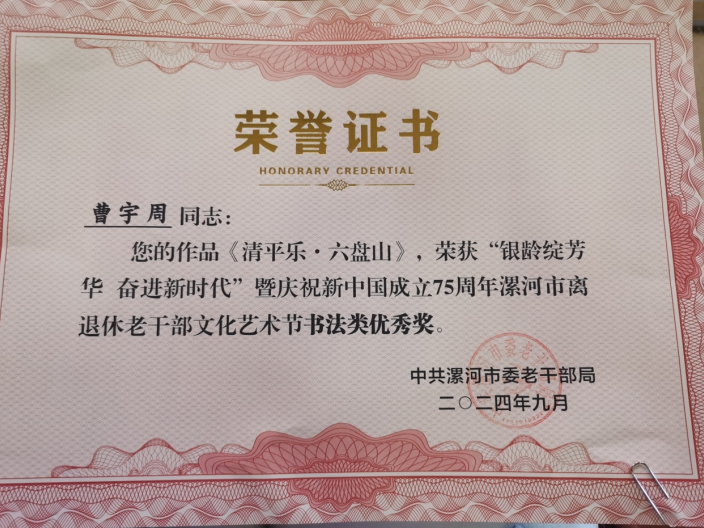 荣誉证书
HONORARY CREDENTIAL
曹宇周 同志：
您的作品《清平乐·六盘山》，荣获“银龄绽芳
华 奋进新时代”暨庆祝新中国成立75周年漯河市离
退休老干部文化艺术节书法类优秀奖。
中共漯河市委老干部局
二〇二四年九月